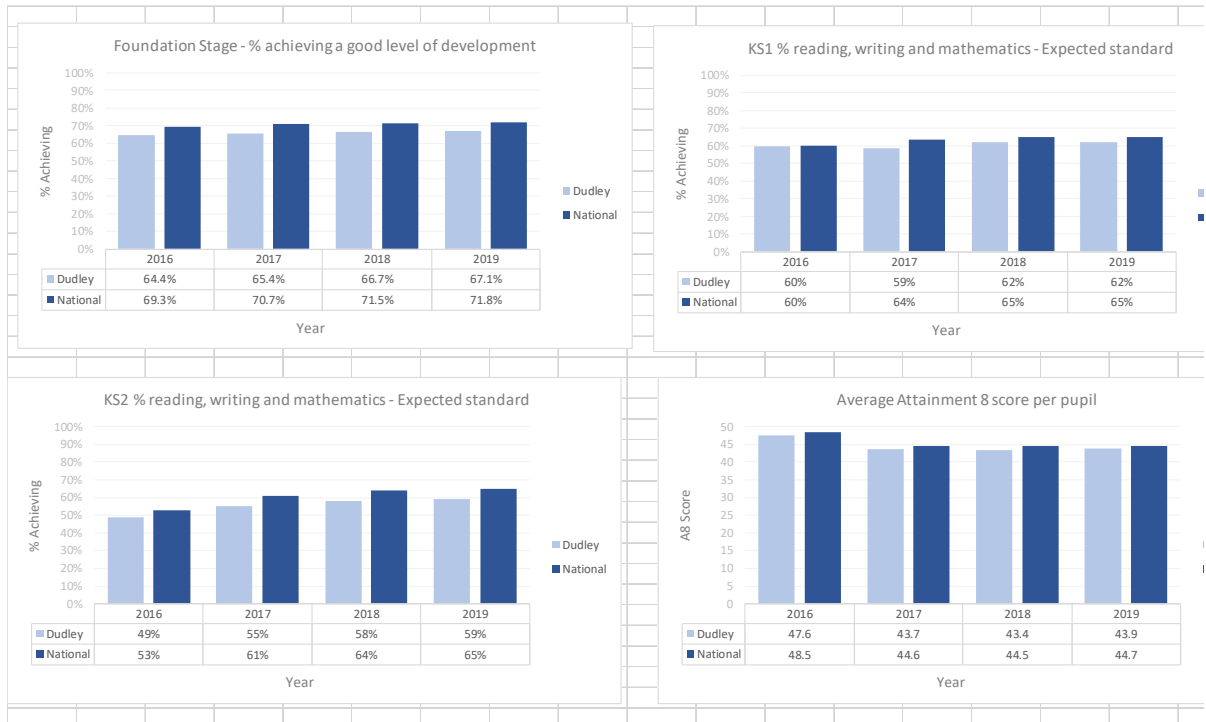 Foundation Stage - % achieving a good level of development
100%
90%
80%
70%
60%
50%
40%
30%
20%
10%
0%
% Achieving
Dudley
National
2016 2017 2018 2019
Dudley 64.4% 65.4% 66.7% 67.1%
National 69.3% 70.7% 71.5% 71.8%
Year
KS1 % reading, writing and mathematics - Expected standard
100%
90%
80%
70%
60%
50%
40%
30%
20%
10%
0%
% Achieving
2016 2017 2018 2019
Dudley 60% 59% 62% 62%
National 60% 64% 65% 65%
Year
KS2 % reading, writing and mathematics - Expected standard
100%
90%
80%
70%
60%
50%
40%
30%
20%
10%
0%
% Achieving
Dudley
National
2016 2017 2018 2019
Dudley 49% 55% 58% 59%
National 53% 61% 64% 65%
Year
Average Attainment 8 score per pupil
50
45
40
35
30
25
20
15
10
5
0
A8 Score
2016 2017 2018 2019
Dudley 47.6 43.7 43.4 43.9
National 48.5 44.6 44.5 44.7
Year